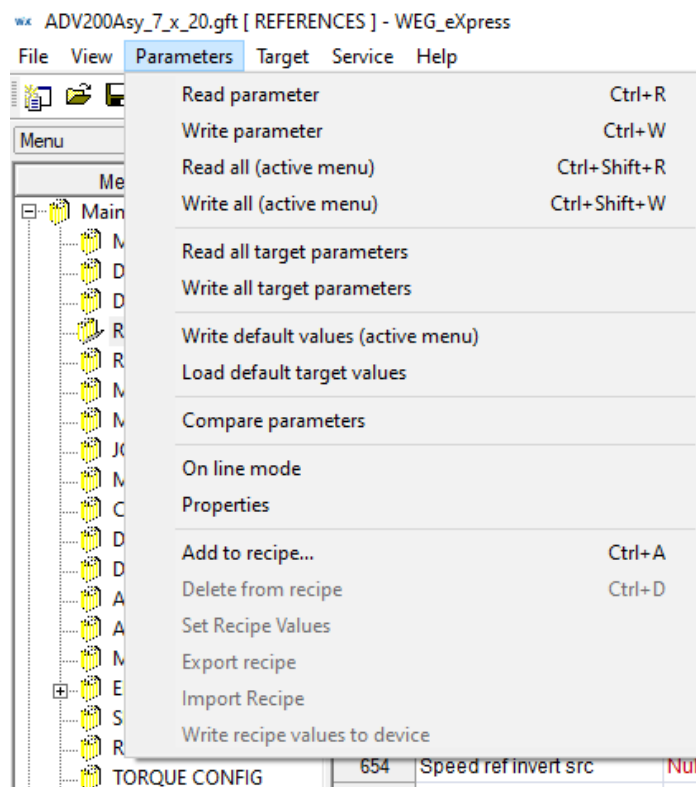 wx ADV200Asy_7_x_20.gft [ REFERENCES ] - WEG_eXpress
File View Parameters Target Service Help
Menu
Me
Main
M
D
D
R
R
M
M
JO
M
C
D
D
A
A
M
E
S
R
TORQUE CONFIG
Read parameter Ctrl+R
Write parameter Ctrl+W
Read all (active menu) Ctrl+Shift+R
Write all (active menu) Ctrl+Shift+W
Read all target parameters
Write all target parameters
Write default values (active menu)
Load default target values
Compare parameters
On line mode
Properties
Add to recipe... Ctrl+A
Delete from recipe Ctrl+D
Set Recipe Values
Export recipe
Import Recipe
Write recipe values to device
654 Speed ref invert src Nul